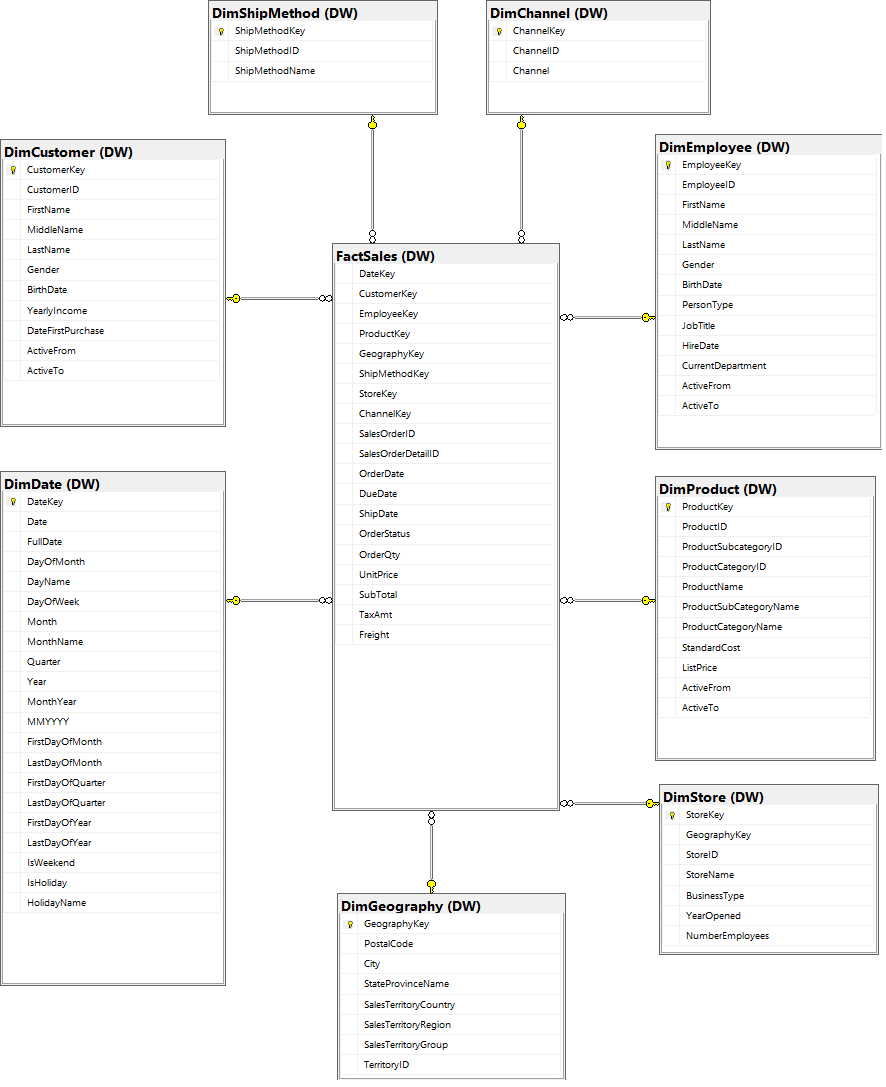 DimShipMethod (DW)
ShipMethodKey
ShipMethodID
ShipMethodName
DimChannel (DW)
ChannelKey
ChannelID
Channel
DimCustomer (DW)
CustomerKey
CustomerID
FirstName
MiddleName
LastName
Gender
BirthDate
YearlyIncome
DateFirstPurchase
ActiveFrom
ActiveTo
DimEmployee (DW)
EmployeeKey
EmployeeID
FirstName
MiddleName
LastName
Gender
BirthDate
PersonType
JobTitle
HireDate
CurrentDepartment
ActiveFrom
ActiveTo
FactSales (DW)
DateKey
CustomerKey
EmployeeKey
ProductKey
GeographyKey
ShipMethodKey
StoreKey
ChannelKey
SalesOrderID
SalesOrderDetailID
OrderDate
DueDate
ShipDate
OrderStatus
OrderQty
UnitPrice
SubTotal
TaxAmt
Freight
DimDate (DW)
DateKey
Date
FullDate
DayOfMonth
DayName
DayOfWeek
Month
MonthName
Quarter
Year
MonthYear
MMYYYY
FirstDayOfMonth
LastDayOfMonth
FirstDayOfQuarter
LastDayOfQuarter
FirstDayOfYear
LastDayOfYear
IsWeekend
IsHoliday
HolidayName
DimProduct (DW)
ProductKey
ProductID
ProductSubcategoryID
ProductCategoryID
ProductName
ProductSubCategoryName
ProductCategoryName
StandardCost
ListPrice
ActiveFrom
ActiveTo
DimStore (DW)
StoreKey
GeographyKey
StoreID
StoreName
BusinessType
YearOpened
NumberEmployees
DimGeography (DW)
GeographyKey
PostalCode
City
StateProvinceName
SalesTerritoryCountry
SalesTerritoryRegion
SalesTerritoryGroup
TerritoryID